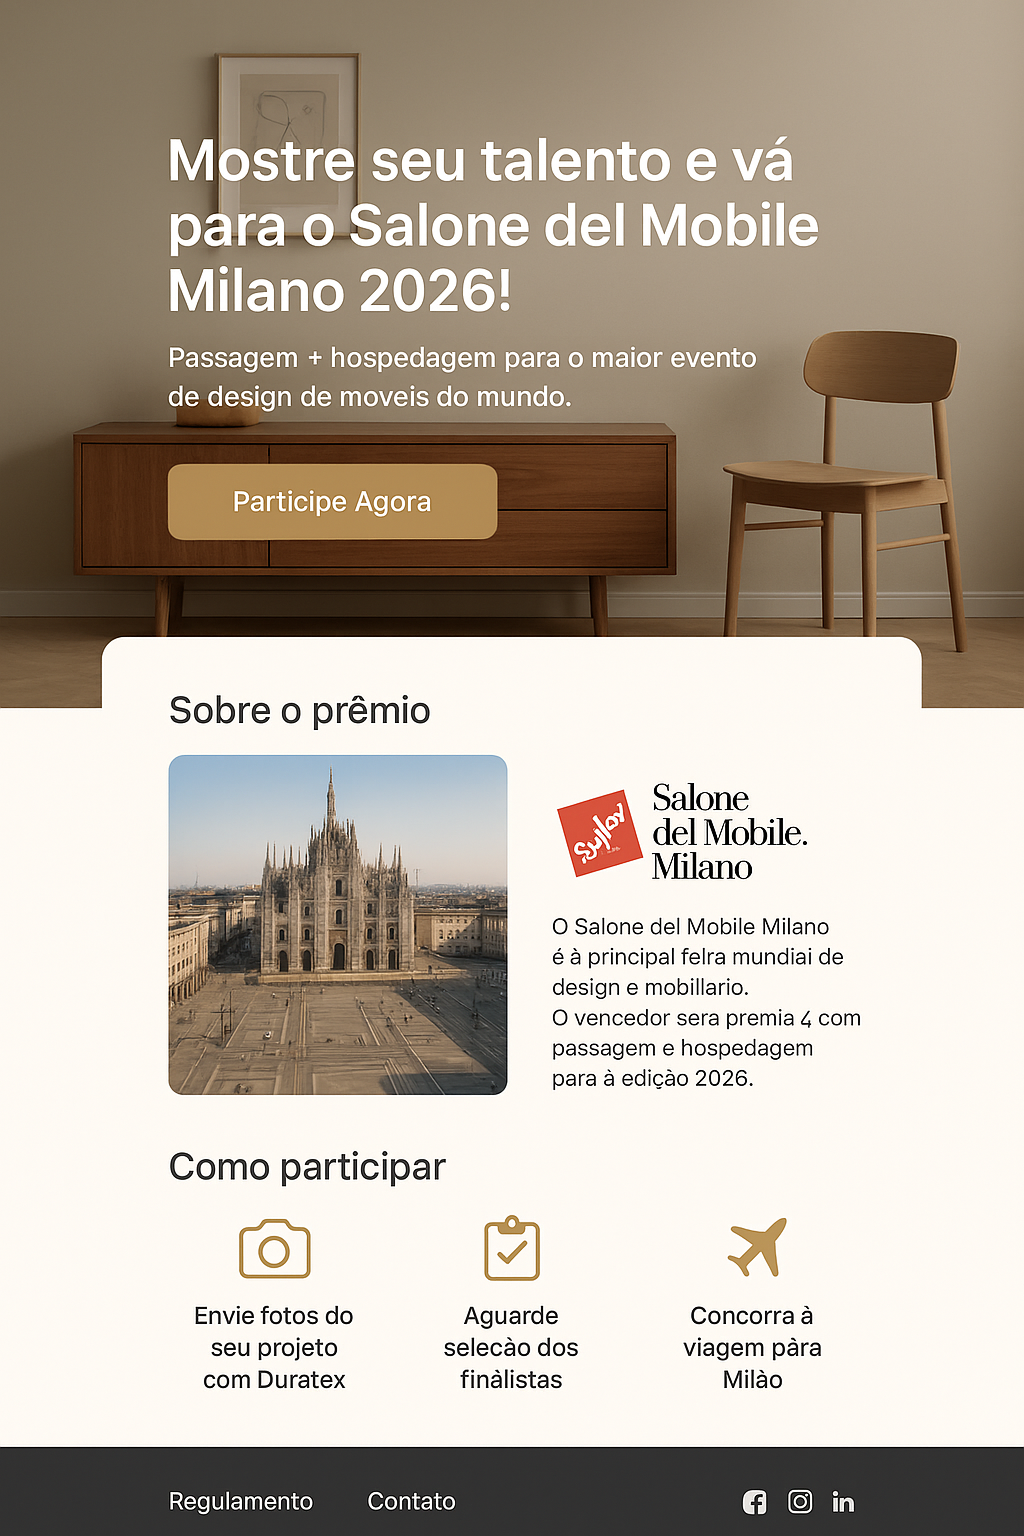 Mostre seu talento e vá
para o Salone del Mobile
Milano 2026!
Passagem + hospedagem para o maior evento
de design de moveis do mundo.
Participe Agora
Sobre o prêmio
Salone
del Mobile.
Milano
O Salone del Mobile Milano
é à principal felra mundiai de
design e mobillario.
O vencedor sera premia 4 com
passagem e hospedagem
para à edição 2026.
Como participar
Envie fotos do
seu projeto
com Duratex
Aguarde
selecào dos
finàlistas
Concorra à
viagem pàra
Milào
Regulamento
Contato